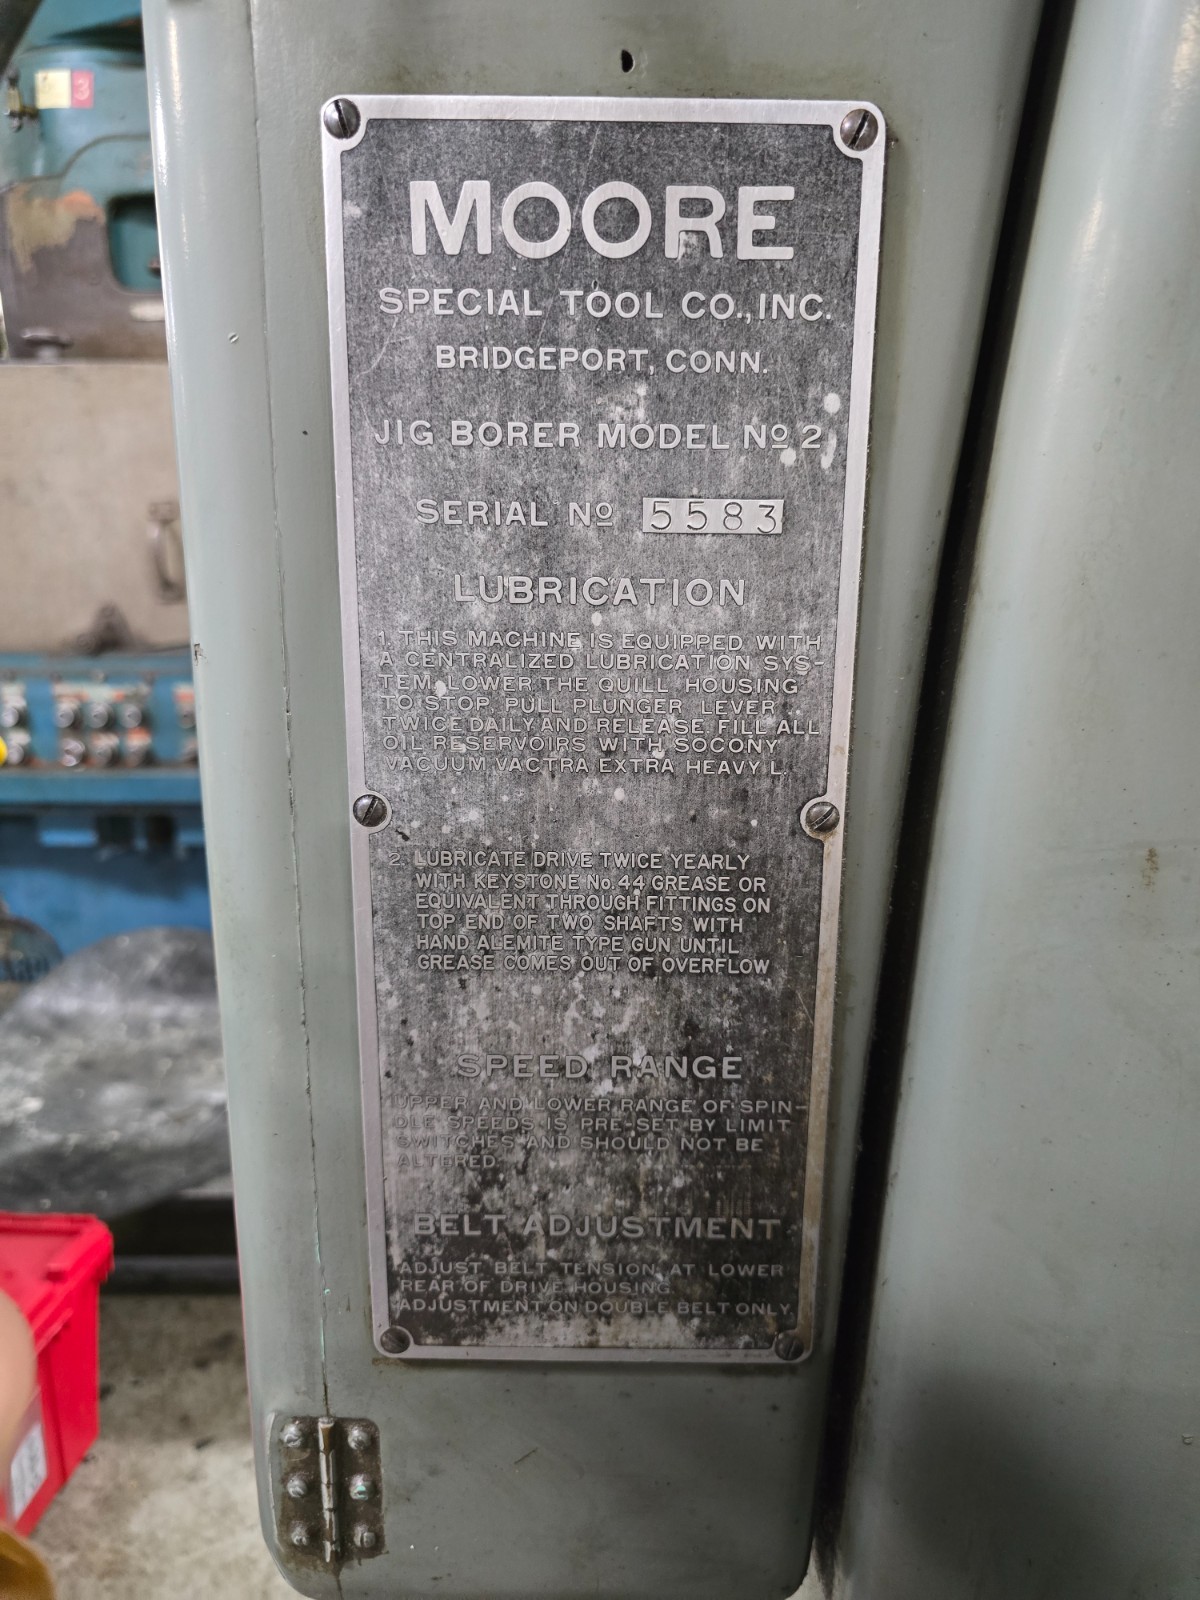 3
MOORE
SPECIAL TOOL CO., INC.
BRIDGEPORT, CONN.
JIG BORER MODEL Nº 2
SERIAL Nº 5583
LUBRICATION
1. THIS MACHINE IS EQUIPPED WITH
A CENTRALIZED LUBRICATION SYS-
TEM. LOWER THE QUILL HOUSING
TO STOP. PULL PLUNGER LEVER
TWICE DAILY AND RELEASE FILL ALL
OIL RESERVOIRS WITH SOCONY
VACUUM VACTRA EXTRA HEAVY L.
2. LUBRICATE DRIVE TWICE YEARLY
WITH KEYSTONE No. 44 GREASE OR
EQUIVALENT THROUGH FITTINGS ON
TOP END OF TWO SHAFTS WITH
HAND ALEMITE TYPE GUN UNTIL
GREASE COMES OUT OF OVERFLOW
SPEED RANGE
UPPER AND LOWER RANGE OF SPIN-
DLE SPEEDS IS PRE-SET BY LIMIT
SWITCHES AND SHOULD NOT BE
ALTERED
BELT ADJUSTMENT
ADJUST BELT TENSION AT LOWER
REAR OF DRIVE HOUSING.
ADJUSTMENT ON DOUBLE BELT ONLY.